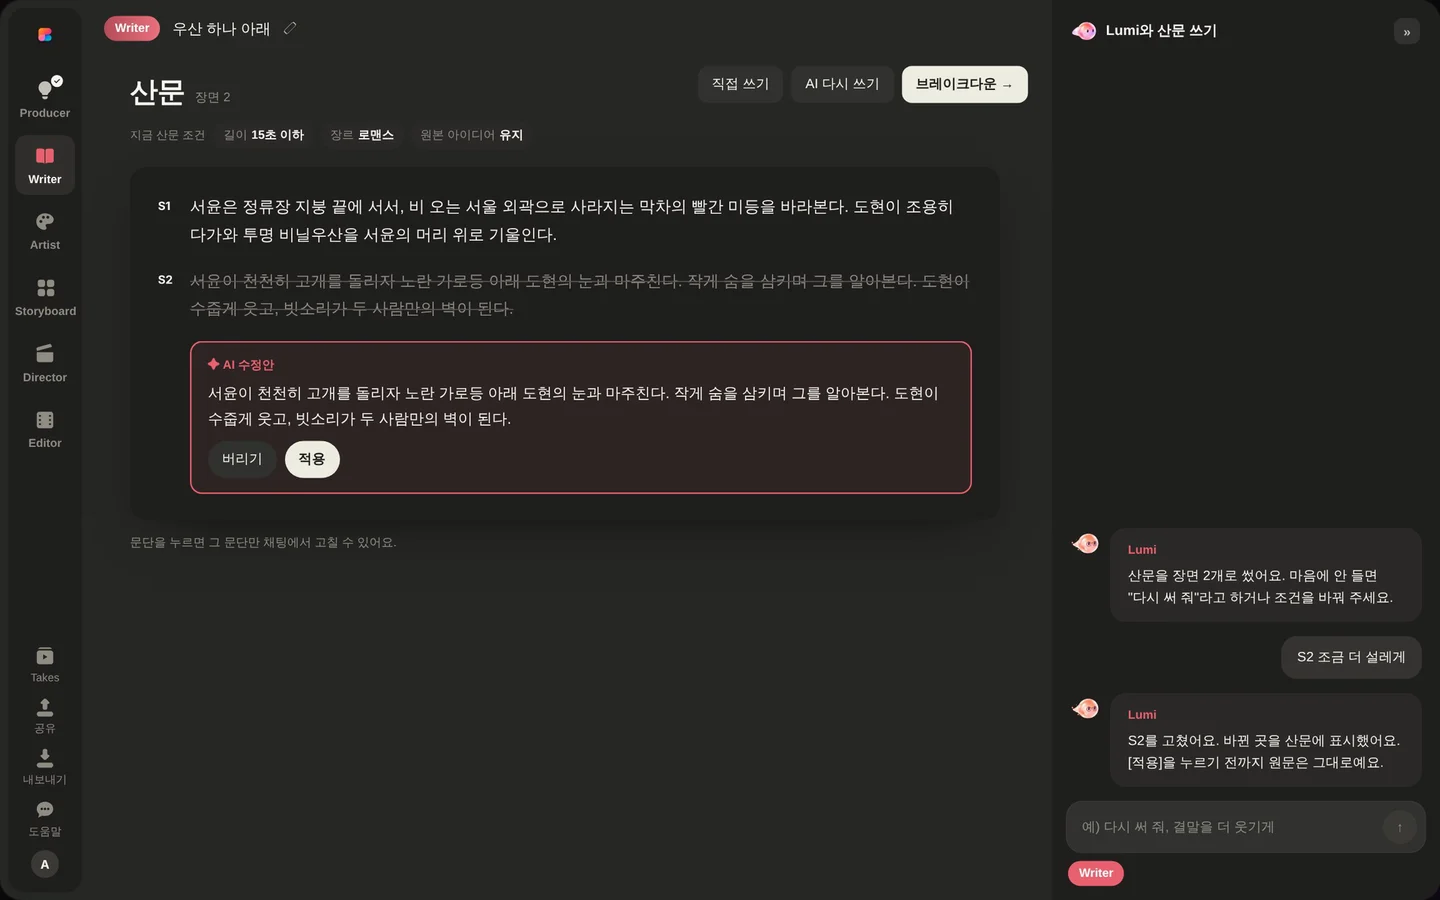 Writer 우산 하나 아래
Producer
Writer
Artist
Storyboard
Director
Editor
Takes
공유
내보내기
도움말
A
산문 장면 2
직접 쓰기
AI 다시 쓰기
브레이크다운 →
지금 산문 조건 길이 15초 이하 장르 로맨스 원본 아이디어 유지
S1 서윤은 정류장 지붕 끝에 서서, 비 오는 서울 외곽으로 사라지는 막차의 빨간 미등을 바라본다. 도현이 조용히
다가와 투명 비닐우산을 서윤의 머리 위로 기울인다.
S2 서윤이 천천히 고개를 돌리자 노란 가로등 아래 도현의 눈과 마주친다. 작게 숨을 삼키며 그를 알아본다. 도현이
수줍게 웃고, 빗소리가 두 사람만의 벽이 된다.
AI 수정안
서윤이 천천히 고개를 돌리자 노란 가로등 아래 도현의 눈과 마주친다. 작게 숨을 삼키며 그를 알아본다. 도현이
수줍게 웃고, 빗소리가 두 사람만의 벽이 된다.
버리기 적용
문단을 누르면 그 문단만 채팅에서 고칠 수 있어요.
Lumi와 산문 쓰기 »
Lumi
산문을 장면 2개로 썼어요. 마음에 안 들면
"다시 써 줘"라고 하거나 조건을 바꿔 주세요.
S2 조금 더 설레게
Lumi
S2를 고쳤어요. 바뀐 곳을 산문에 표시했어요.
[적용]을 누르기 전까지 원문은 그대로예요.
예) 다시 써 줘, 결말을 더 웃기게 ↑
Writer